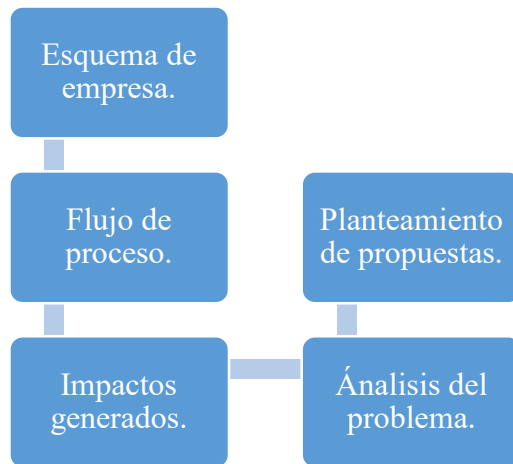 Esquema de
empresa.
Flujo de
proceso.
Impactos
generados.
Ánalisis del
problema.
Planteamiento
de propuestas.